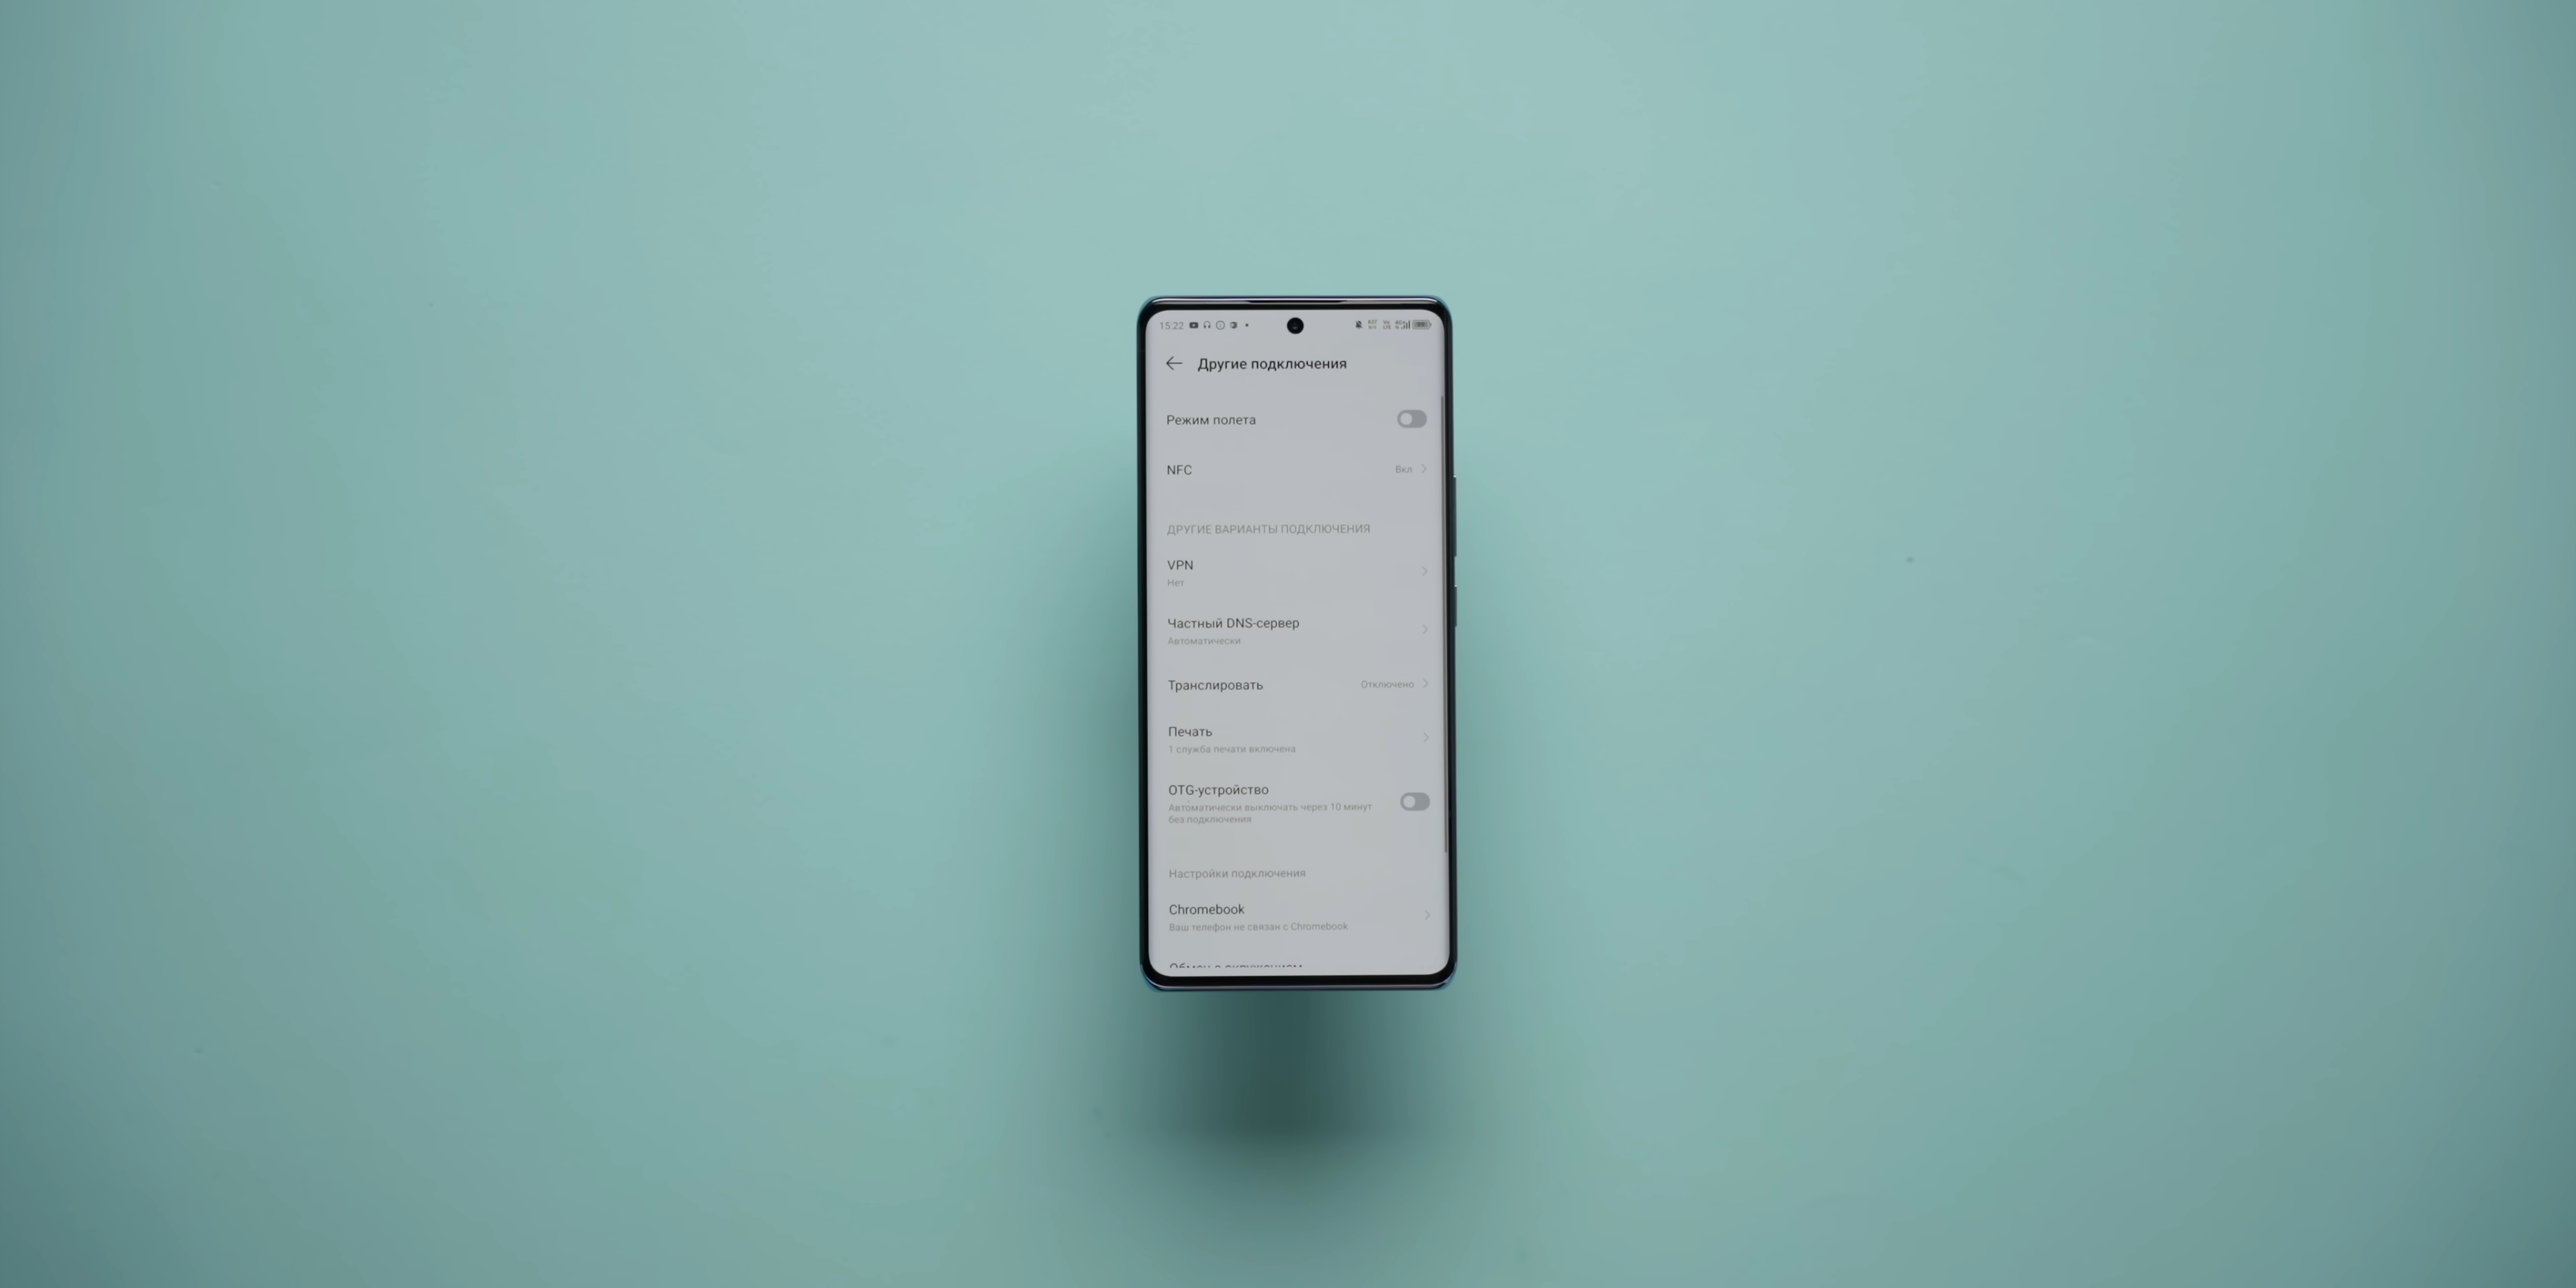 15:22
Другие подключения
Режим полета
NFC
Вкл
ДРУГИЕ ВАРИАНТЫ ПОДКЛЮЧЕНИЯ
VPN
Нет
Частный DNS-сервер
Автоматически
Транслировать
Отключено
Печать
1 служба печати включена
OTG-устройство
Автоматически выключать через 10 минут
без подключения
Настройки подключения
Chromebook
Ваш телефон не связан с Chromebook